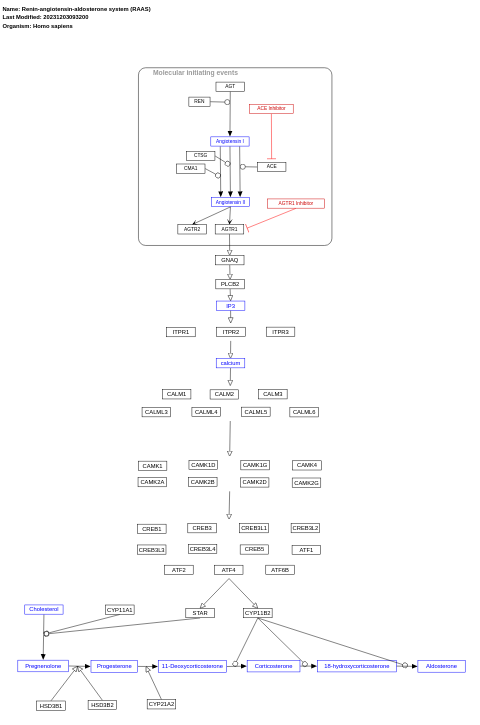 Name: Renin-angiotensin-aldosterone system (RAAS)
Last Modified: 20231203093200
Organism: Homo sapiens
Molecular initiating events
AGT
REN
ACE Inhibitor
Angiotensin I
CTSG
CMA1
ACE
Angiotensin II
AGTR1 Inhibitor
AGTR2
AGTR1
GNAQ
PLCB2
IP3
ITPR1
ITPR2
ITPR3
calcium
CALM1
CALM2
CALM3
CALML3
CALML4
CALML5
CALML6
CAMK1
CAMK1D
CAMK1G
CAMK4
CAMK2A
CAMK2B
CAMK2D
CAMK2G
CREB1
CREB3
CREB3L1
CREB3L2
CREB3L3
CREB3L4
CREB5
ATF1
ATF2
ATF4
ATF6B
Cholesterol
CYP11A1
STAR
CYP11B2
Pregnenolone
Progesterone
11-Deoxycorticosterone
Corticosterone
18-hydroxycorticosterone
Aldosterone
HSD3B1
HSD3B2
CYP21A2